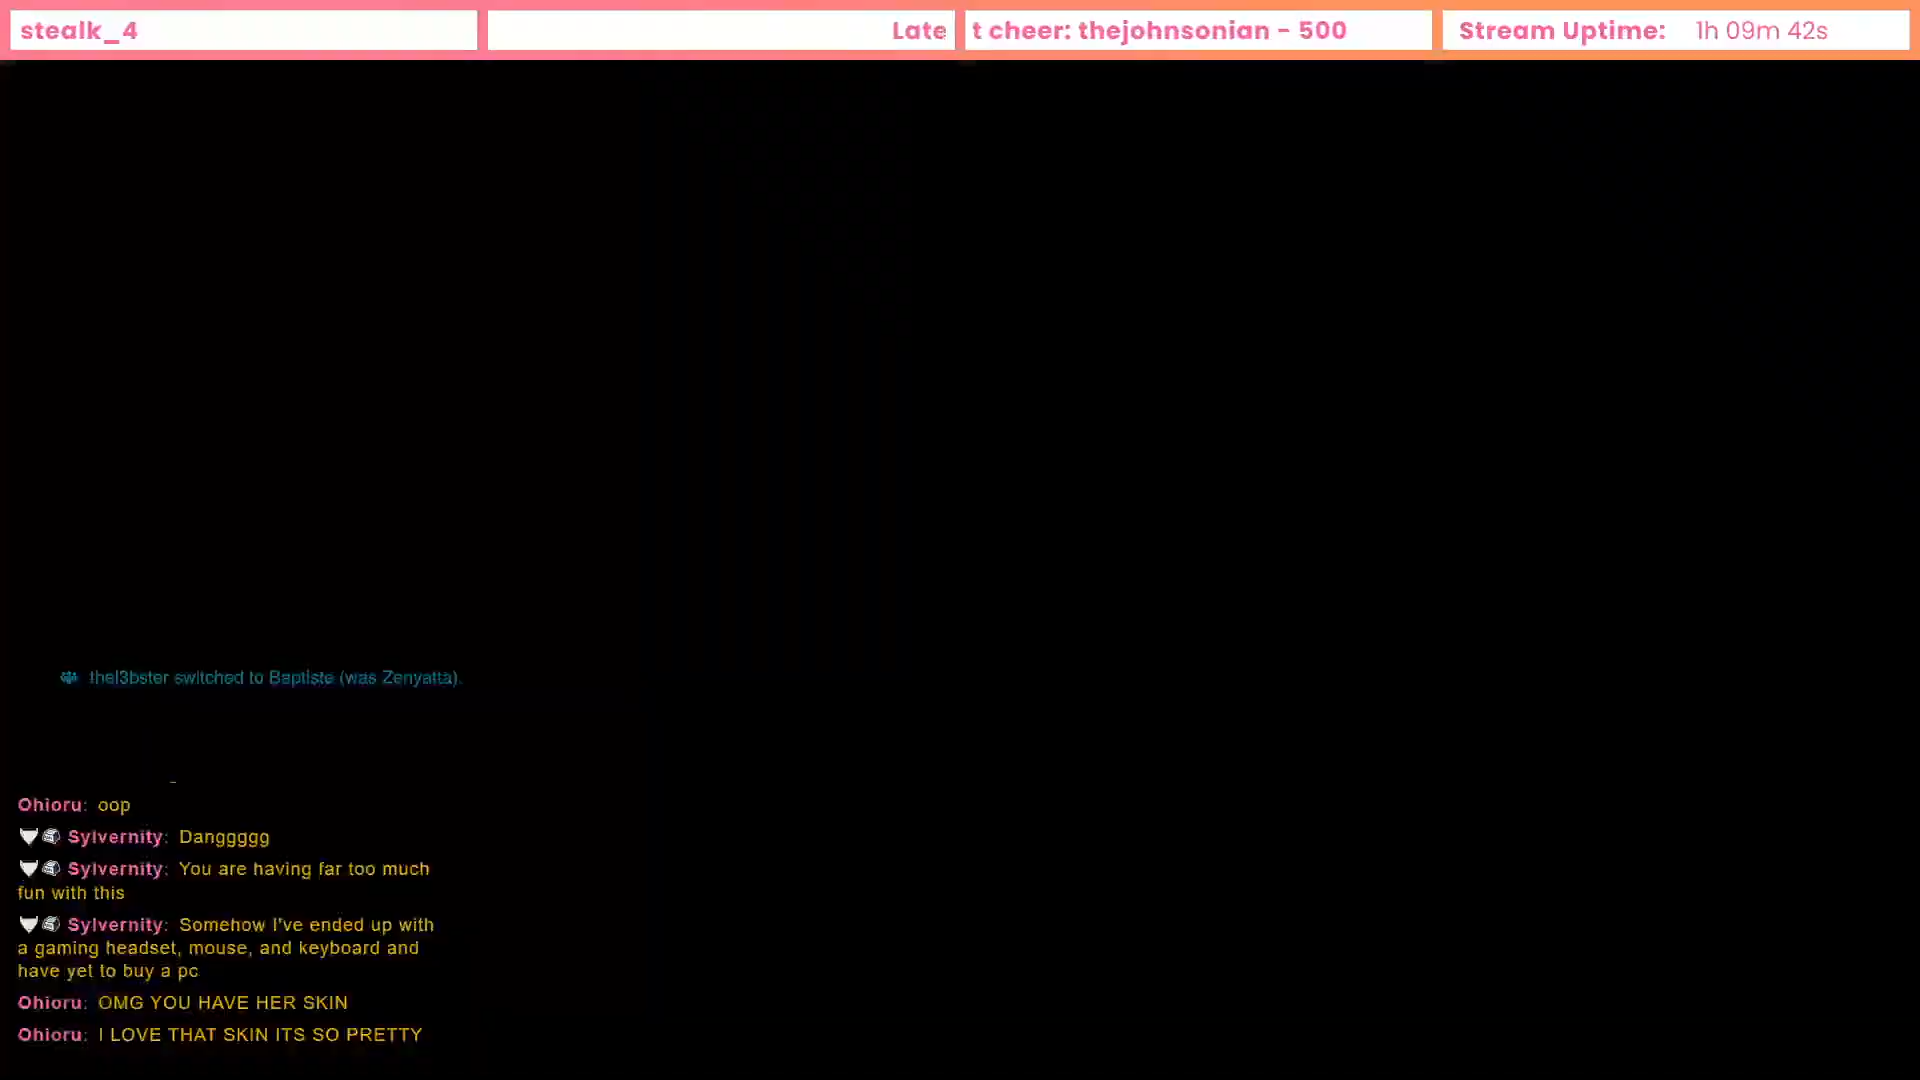 stealk_4
Late
t cheer: thejohnsonian - 500
Stream Uptime: 1h 09m 42s
thel3bster switched to Baptiste (was Zenyatta).
Ohioru: oop
Sylvernity: Danggggg
Sylvernity: You are having far too much
fun with this
Sylvernity: Somehow I've ended up with
a gaming headset, mouse, and keyboard and
have yet to buy a pc
Ohioru: OMG YOU HAVE HER SKIN
Ohioru: I LOVE THAT SKIN ITS SO PRETTY